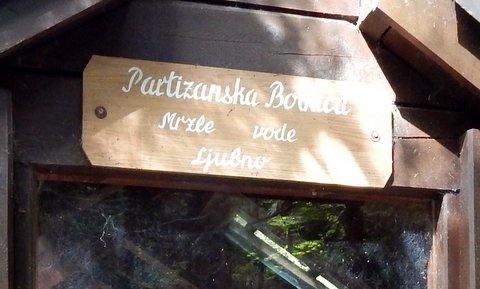 Partizanska Bolnica
Mrzle vode
Ljubno